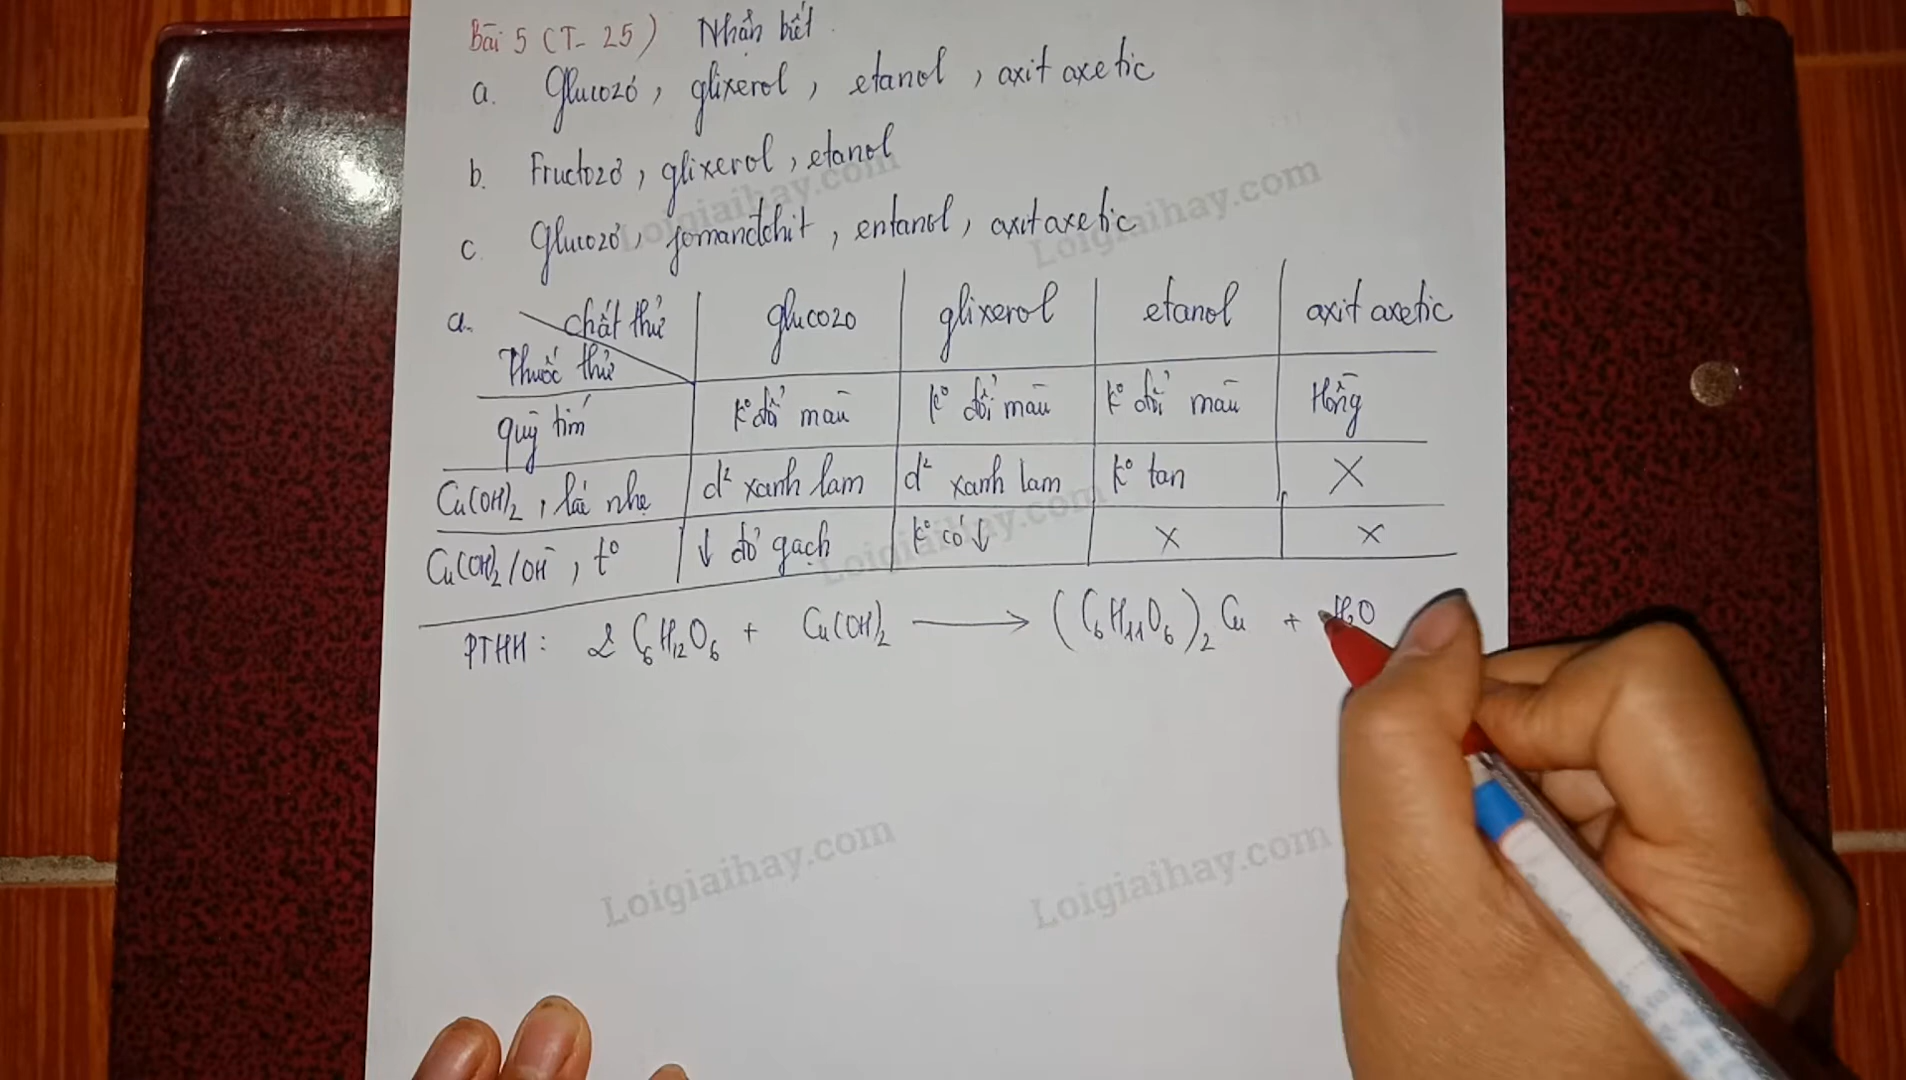 Bài 5 (T- 25) Nhận biết.
a. Glucozơ, glixerol, etanol, axit axetic
b. Fructozơ, glixerol, etanol
c. Glucozơ, fomandehit, entanol, axit axetic
a. chất thử glucozo glixerol etanol axit axetic
Thuốc thử
quỳ tím k° đổi màu k° đổi màu k° đổi màu Hồng
Cu(OH)₂, lắc nhẹ d² xanh lam d² xanh lam k° tan X
Cu(OH)₂/OH⁻, t° ↓ đỏ gạch k° có ↓ X X
PTHH: 2 C₆H₁₂O₆ + Cu(OH)₂ → (C₆H₁₁O₆)₂Cu + H₂O
Loigiaihay.com
Loigiaihay.com
Loigiaihay.com
Loigiaihay.com
Loigiaihay.com